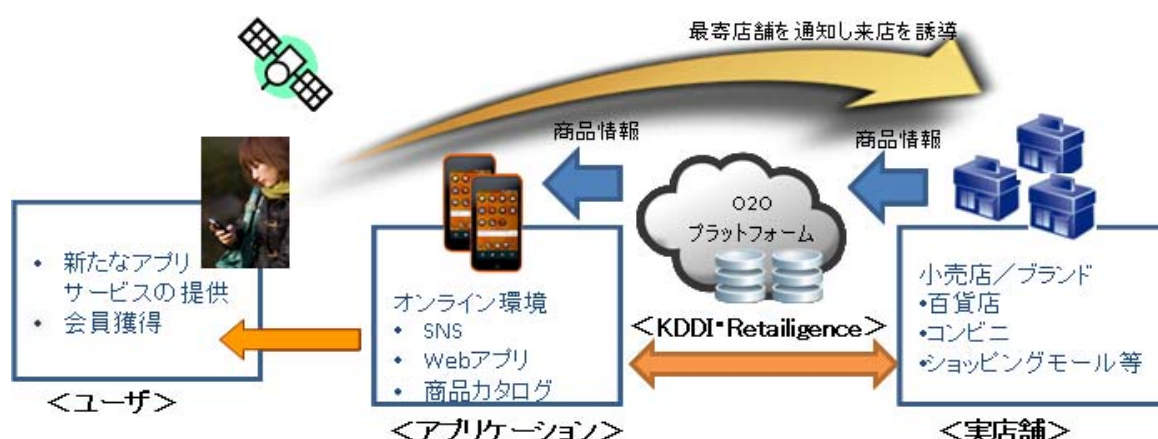 最寄店舗を通知し来店を誘導
商品情報
商品情報
O2O
プラットフォーム
• 新たなアプリ
サービスの提供
• 会員獲得
＜ユーザ＞
オンライン環境
• SNS
• Webアプリ
• 商品カタログ
＜アプリケーション＞
＜KDDI・Retailigence＞
小売店／ブランド
•百貨店
•コンビニ
•ショッピングモール等
＜実店舗＞